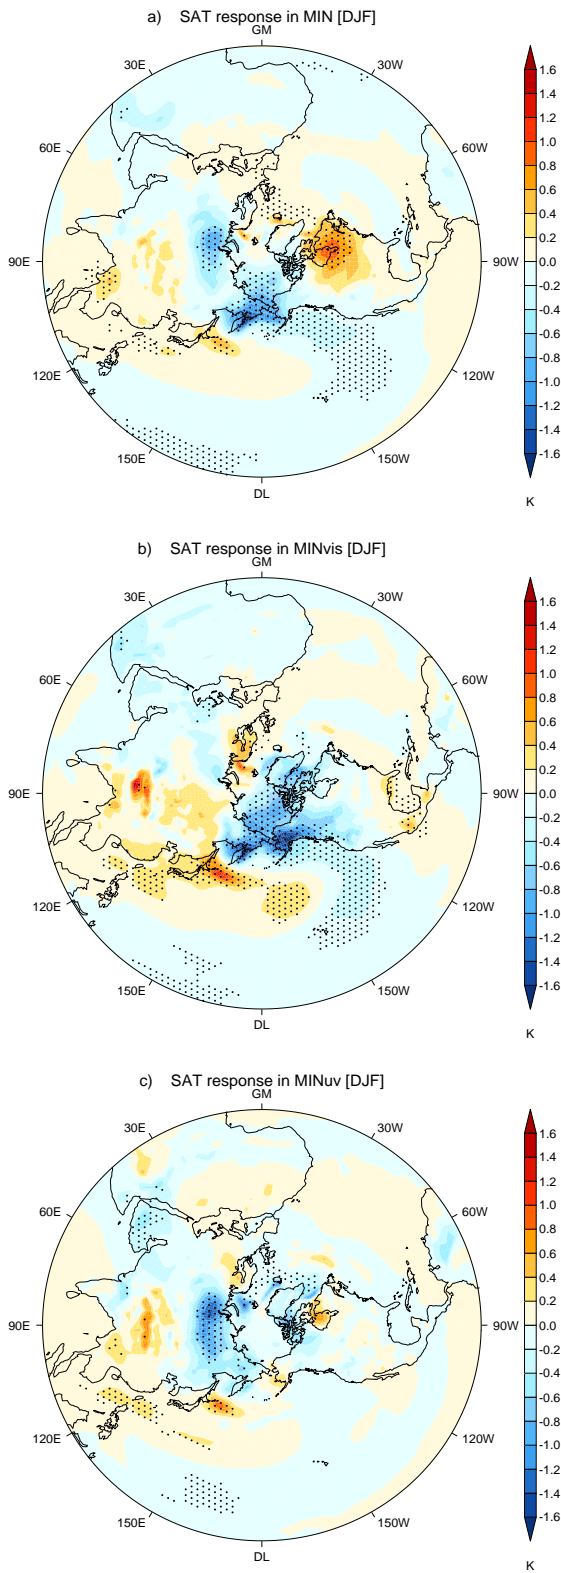 a) SAT response in MIN [DJF]
GM
30E
30W
60E
60W
90E
90W
120E
120W
150E
150W
DL
1.6
1.4
1.2
1.0
0.8
0.6
0.4
0.2
0.0
-0.2
-0.4
-0.6
-0.8
-1.0
-1.2
-1.4
-1.6
K
b) SAT response in MINvis [DJF]
GM
30E
30W
60E
60W
90E
90W
120E
120W
150E
150W
DL
1.6
1.4
1.2
1.0
0.8
0.6
0.4
0.2
0.0
-0.2
-0.4
-0.6
-0.8
-1.0
-1.2
-1.4
-1.6
K
c) SAT response in MINuv [DJF]
GM
30E
30W
60E
60W
90E
90W
120E
120W
150E
150W
DL
1.6
1.4
1.2
1.0
0.8
0.6
0.4
0.2
0.0
-0.2
-0.4
-0.6
-0.8
-1.0
-1.2
-1.4
-1.6
K